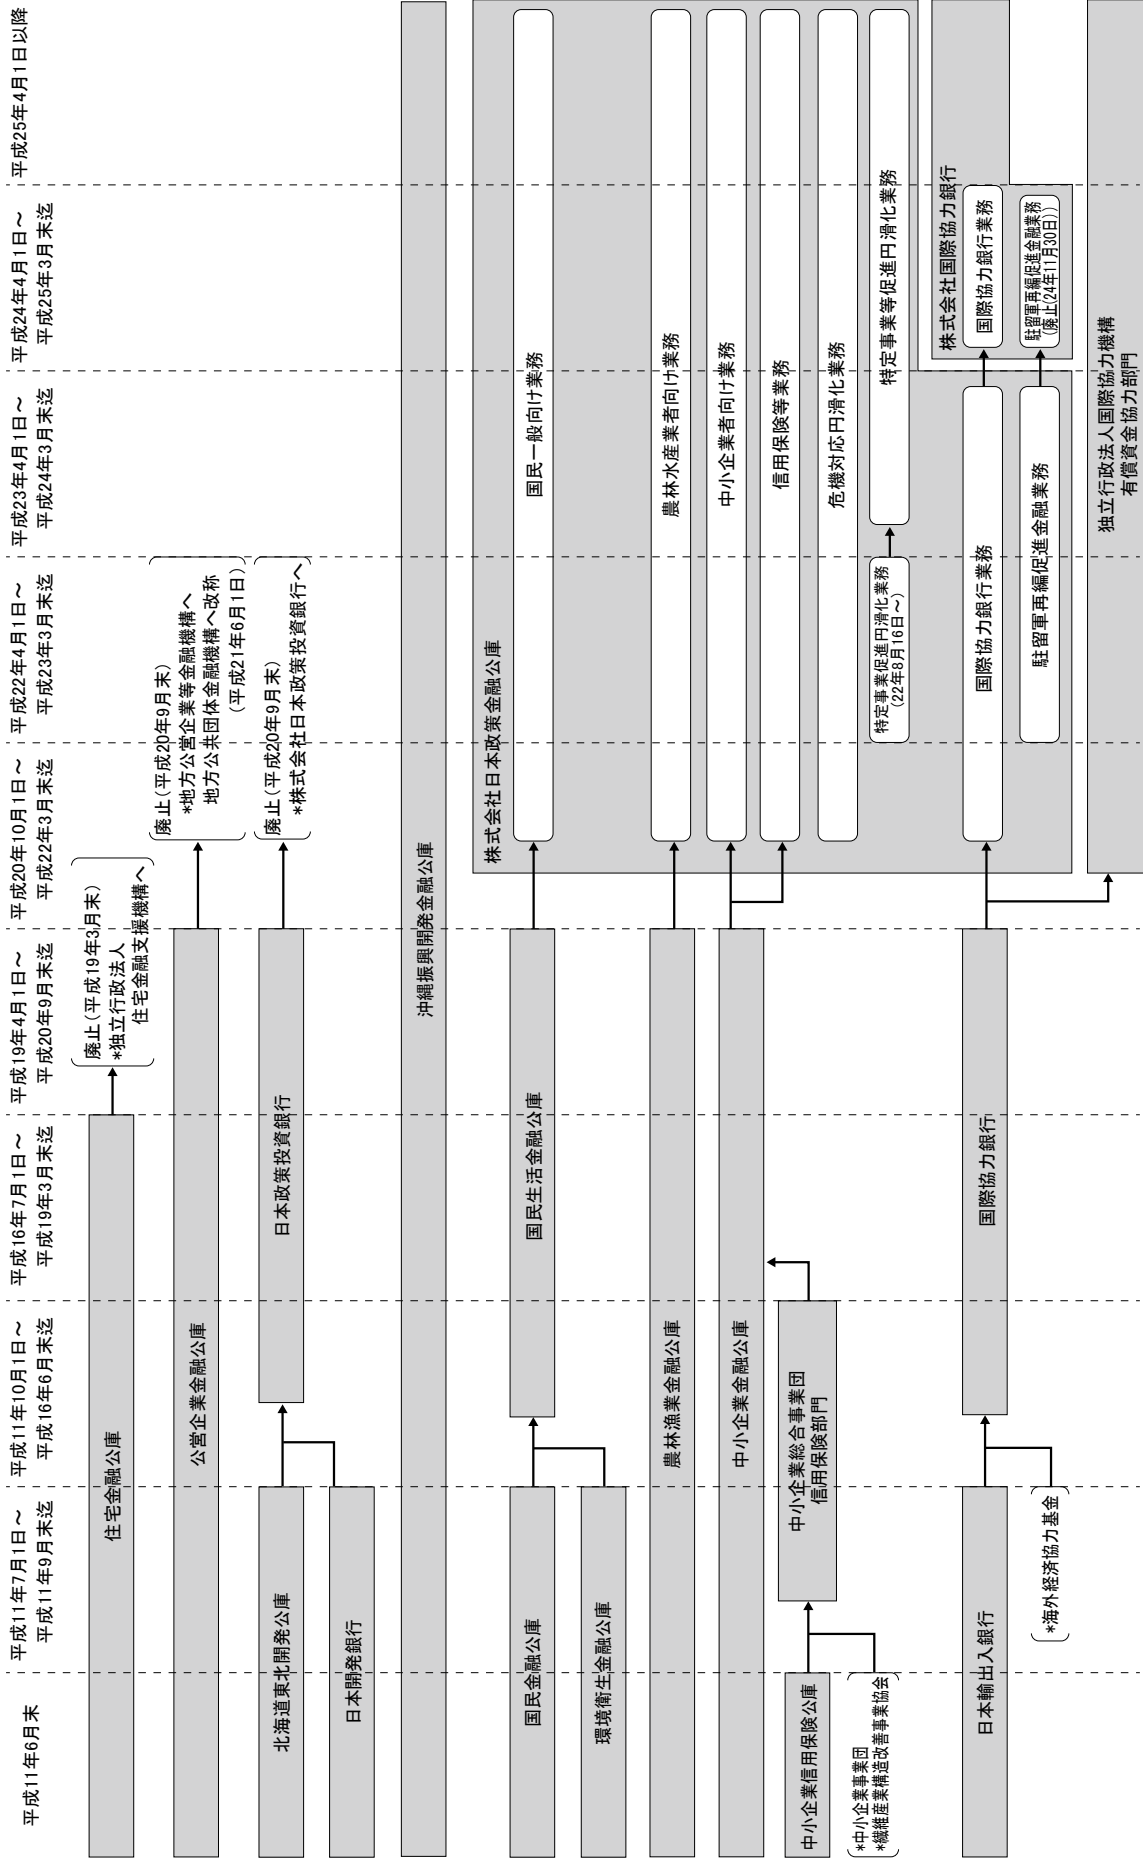 平成11年6月末
平成11年7月1日～
平成11年9月末迄
平成11年10月1日～
平成16年6月末迄
平成16年7月1日～
平成19年3月末迄
平成19年4月1日～
平成20年9月末迄
平成20年10月1日～
平成22年3月末迄
平成22年4月1日～
平成23年3月末迄
平成23年4月1日～
平成24年3月末迄
平成24年4月1日～
平成25年3月末迄
平成25年4月1日以降
住宅金融公庫
廃止(平成19年3月末)
*独立行政法人
住宅金融支援機構へ
公営企業金融公庫
廃止(平成20年9月末)
*地方公営企業等金融機構へ
地方公共団体金融機構へ改称
(平成21年6月1日)
北海道東北開発公庫
日本開発銀行
日本政策投資銀行
廃止(平成20年9月末)
*株式会社日本政策投資銀行へ
沖縄振興開発金融公庫
株式会社日本政策金融公庫
国民金融公庫
環境衛生金融公庫
国民生活金融公庫
国民一般向け業務
農林漁業金融公庫
農林水産業者向け業務
中小企業金融公庫
中小企業者向け業務
信用保険等業務
中小企業信用保険公庫
*中小企業事業団
*繊維産業構造改善事業協会
中小企業総合事業団
信用保険部門
危機対応円滑化業務
特定事業促進円滑化業務
(22年8月16日～)
特定事業等促進円滑化業務
株式会社国際協力銀行
日本輸出入銀行
*海外経済協力基金
国際協力銀行
国際協力銀行業務
国際協力銀行業務
駐留軍再編促進金融業務
駐留軍再編促進金融業務
(廃止(24年11月30日))
独立行政法人国際協力機構
有償資金協力部門